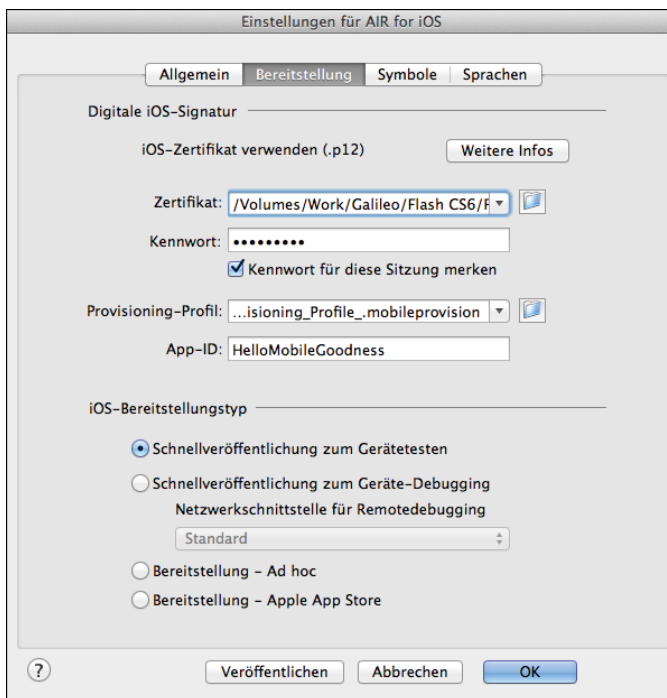 Einstellungen für AIR for iOS
Allgemein Bereitstellung Symbole Sprachen
Digitale iOS-Signatur
iOS-Zertifikat verwenden (.p12) Weitere Infos
Zertifikat: /Volumes/Work/Galileo/Flash CS6/F
Kennwort: •••••••••
Kennwort für diese Sitzung merken
Provisioning-Profil: ...isioning_Profile_.mobileprovision
App-ID: HelloMobileGoodness
iOS-Bereitstellungstyp
Schnellveröffentlichung zum Gerätetesten
Schnellveröffentlichung zum Geräte-Debugging
Netzwerkschnittstelle für Remotedebugging
Standard
Bereitstellung – Ad hoc
Bereitstellung – Apple App Store
? Veröffentlichen Abbrechen OK